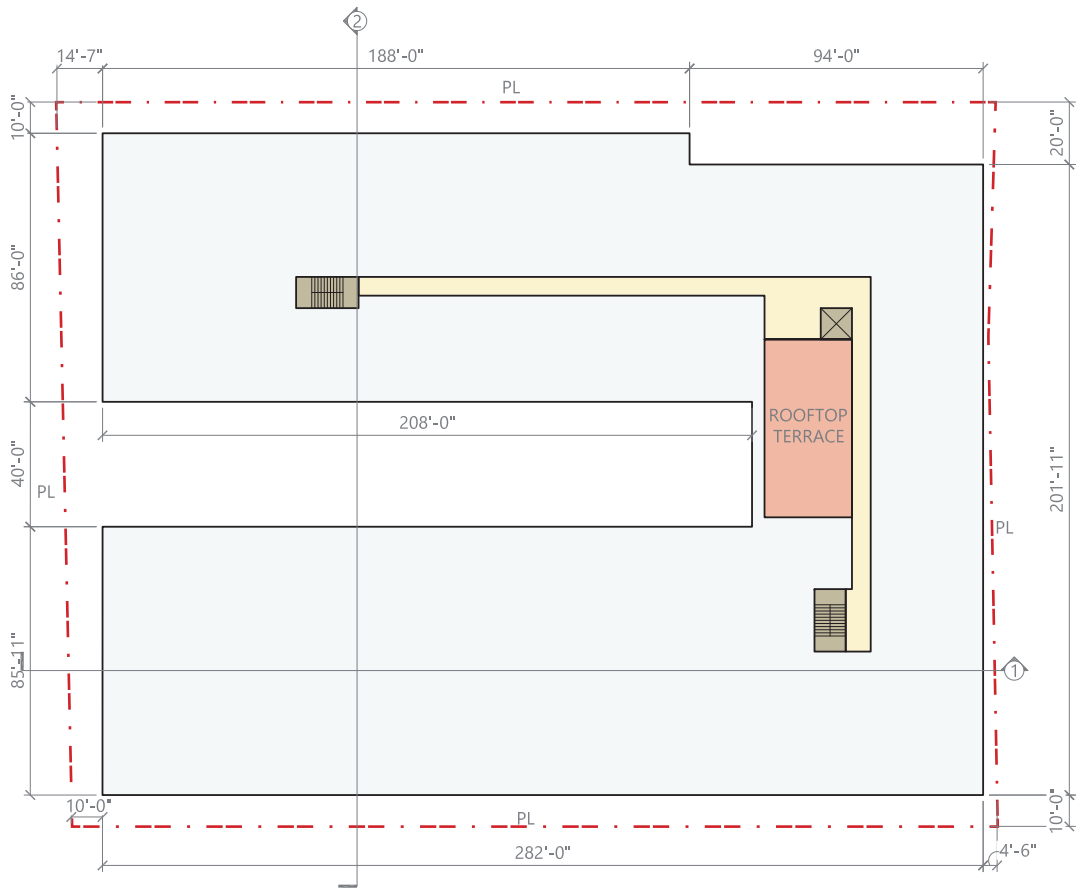 2
14'-7"
188'-0"
94'-0"
PL
10'-0"
20'-0"
86'-0"
ROOFTOP
TERRACE
208'-0"
40'-0"
PL
201'-11"
PL
85'-11"
1
10'-0"
PL
10'-0"
282'-0"
4'-6"